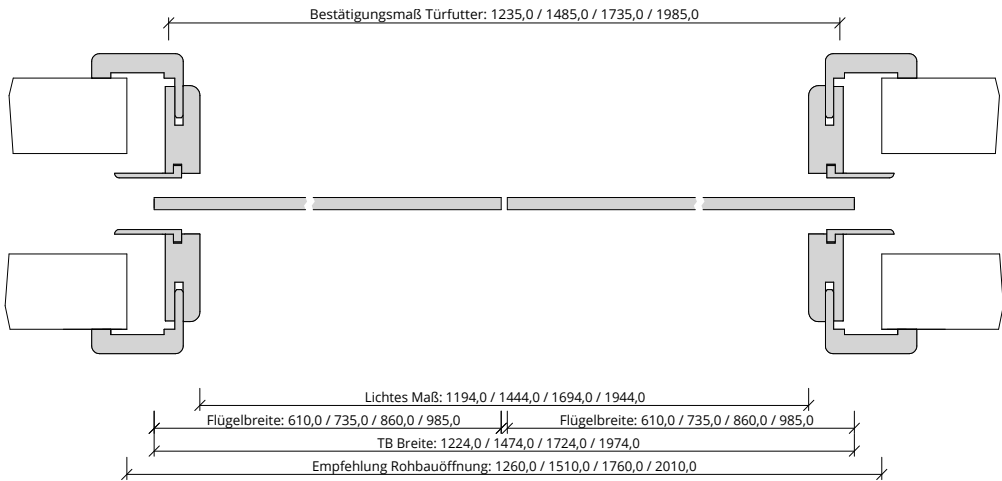 Bestätigungsmaß Türfutter: 1235,0 / 1485,0 / 1735,0 / 1985,0
Lichtes Maß: 1194,0 / 1444,0 / 1694,0 / 1944,0
Flügelbreite: 610,0 / 735,0 / 860,0 / 985,0
Flügelbreite: 610,0 / 735,0 / 860,0 / 985,0
TB Breite: 1224,0 / 1474,0 / 1724,0 / 1974,0
Empfehlung Rohbauöffnung: 1260,0 / 1510,0 / 1760,0 / 2010,0